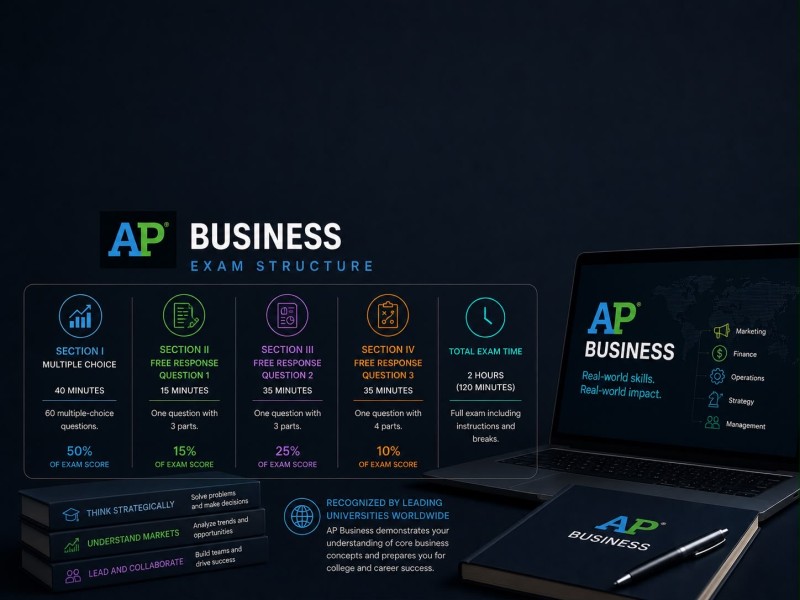 AP®
BUSINESS
EXAM STRUCTURE
SECTION I
MULTIPLE CHOICE
40 MINUTES
60 multiple-choice
questions.
50%
OF EXAM SCORE
SECTION II
FREE RESPONSE
QUESTION 1
15 MINUTES
One question with
3 parts.
15%
OF EXAM SCORE
SECTION III
FREE RESPONSE
QUESTION 2
35 MINUTES
One question with
3 parts.
25%
OF EXAM SCORE
SECTION IV
FREE RESPONSE
QUESTION 3
35 MINUTES
One question with
4 parts.
10%
OF EXAM SCORE
TOTAL EXAM TIME
2 HOURS
(120 MINUTES)
Full exam including
instructions and
breaks.
AP®
BUSINESS
Real-world skills.
Real-world impact.
Marketing
Finance
Operations
Strategy
Management
THINK STRATEGICALLY
Solve problems
and make decisions
UNDERSTAND MARKETS
Analyze trends and
opportunities
LEAD AND COLLABORATE
Build teams and
drive success
RECOGNIZED BY LEADING
UNIVERSITIES WORLDWIDE
AP Business demonstrates your
understanding of core business
concepts and prepares you for
college and career success.
AP®
BUSINESS